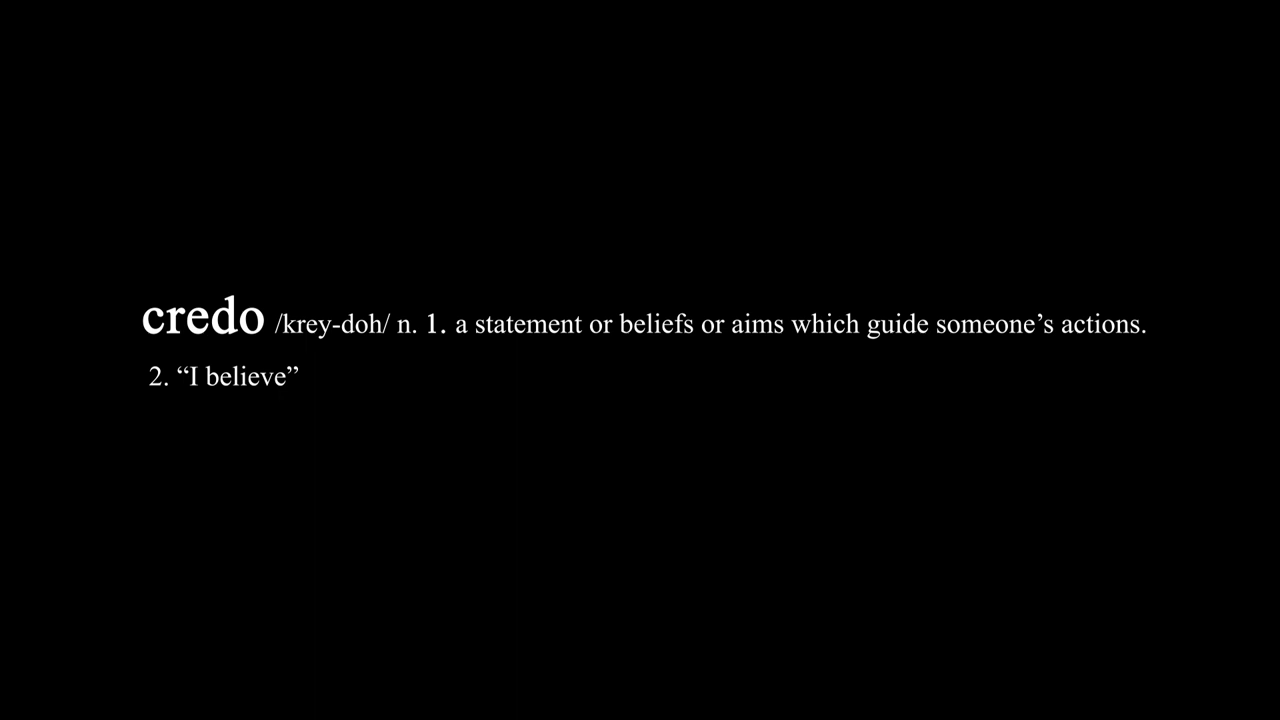 credo /krey-doh/ n. 1. a statement or beliefs or aims which guide someone’s actions.
2. “I believe”